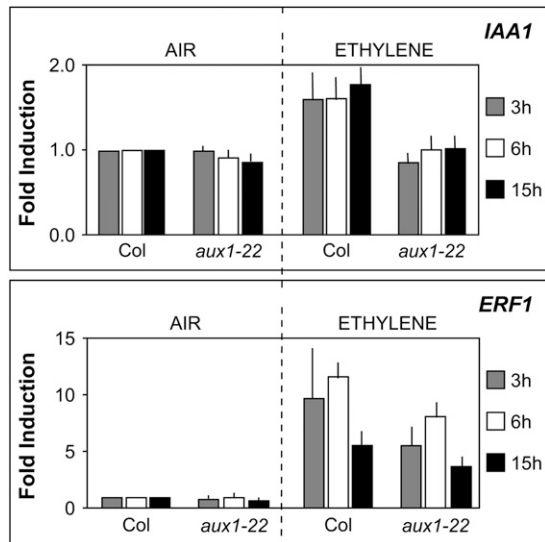 IAA1
AIR ETHYLENE
Fold Induction
2.0
1.0
0.0
Col aux1-22 Col aux1-22
3h
6h
15h
ERF1
AIR ETHYLENE
Fold Induction
15
10
5
0
Col aux1-22 Col aux1-22
3h
6h
15h